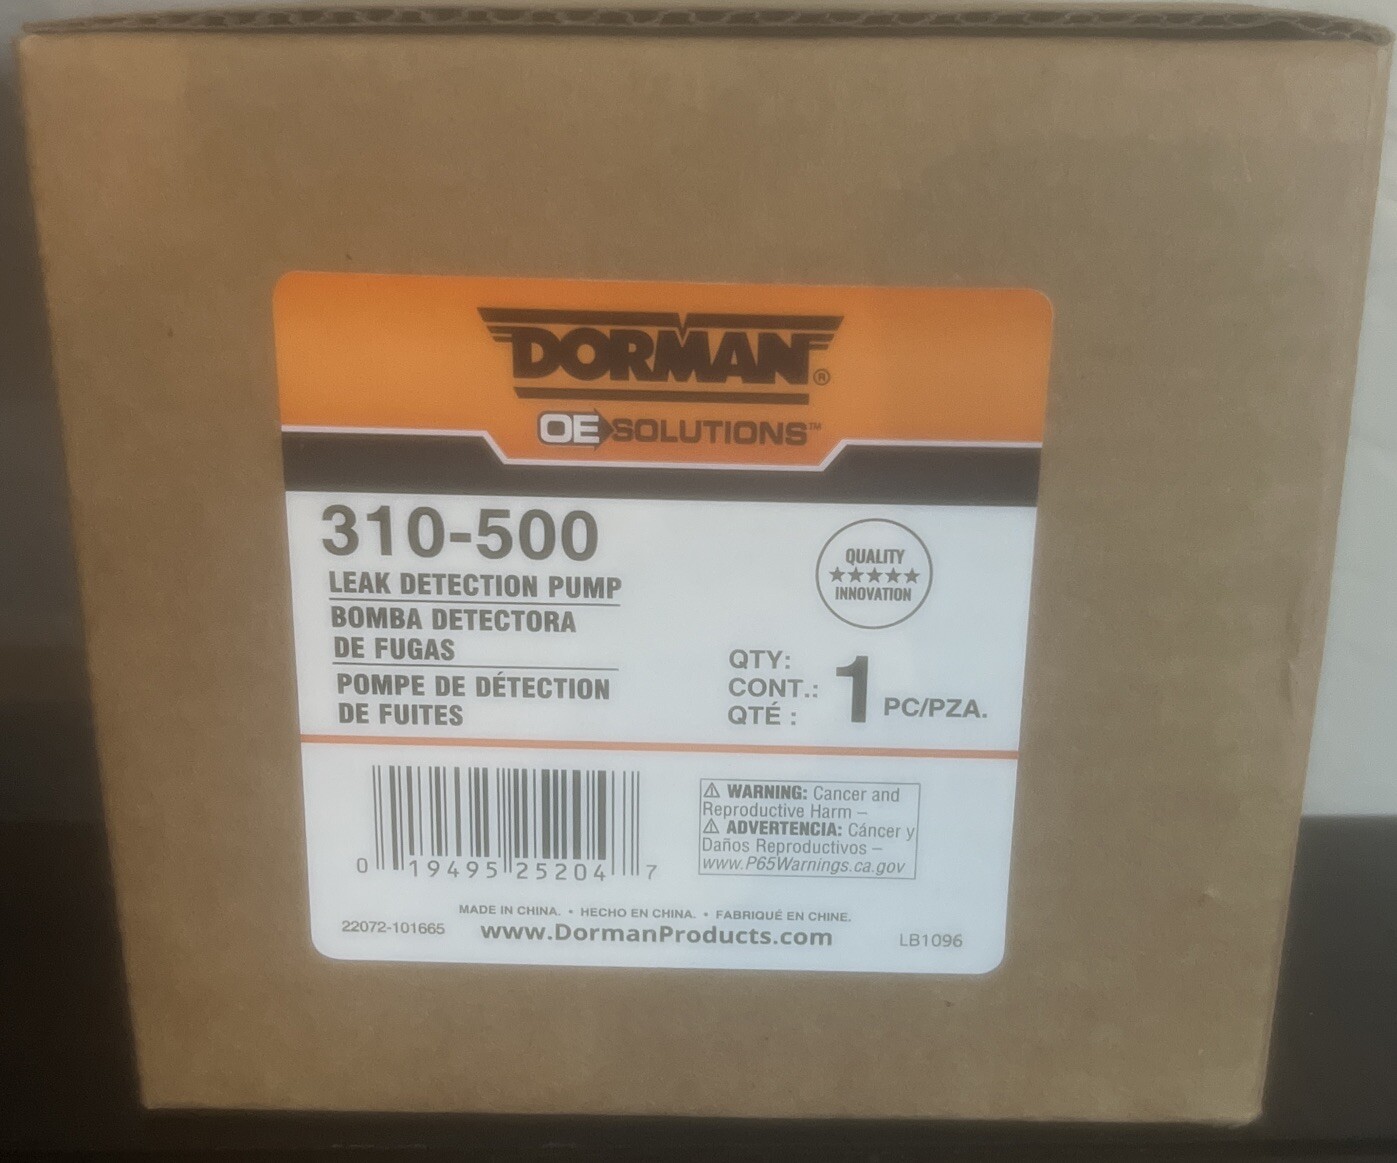 DORMAN®
OE SOLUTIONS™
310-500
LEAK DETECTION PUMP
BOMBA DETECTORA
DE FUGAS
POMPE DE DÉTECTION
DE FUITES
QUALITY
★★★★★
INNOVATION
QTY:
CONT.:
QTÉ :
1 PC/PZA.
0 19495 25204 7
⚠ WARNING: Cancer and
Reproductive Harm –
⚠ ADVERTENCIA: Cáncer y
Daños Reproductivos –
www.P65Warnings.ca.gov
MADE IN CHINA. • HECHO EN CHINA. • FABRIQUÉ EN CHINE.
22072-101665
www.DormanProducts.com
LB1096